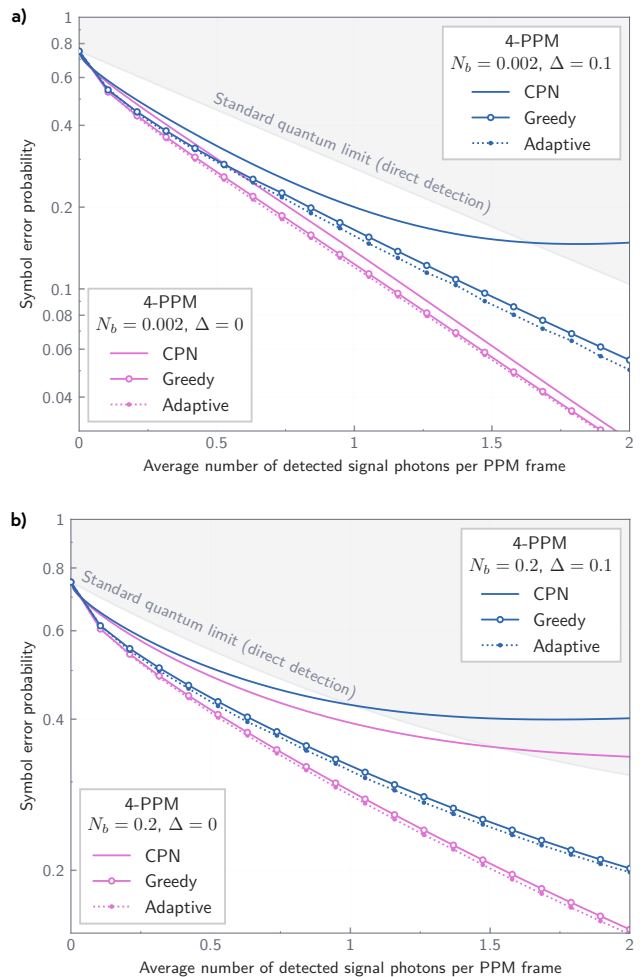 a)
1
0.8
0.6
0.4
0.2
0.1
0.08
0.06
0.04
Symbol error probability
4-PPM
N_b = 0.002, Δ = 0.1
CPN
Greedy
Adaptive
Standard quantum limit (direct detection)
4-PPM
N_b = 0.002, Δ = 0
CPN
Greedy
Adaptive
0
0.5
1
1.5
2
Average number of detected signal photons per PPM frame
b)
1
0.8
0.6
0.4
0.2
Symbol error probability
4-PPM
N_b = 0.2, Δ = 0.1
CPN
Greedy
Adaptive
Standard quantum limit (direct detection)
4-PPM
N_b = 0.2, Δ = 0
CPN
Greedy
Adaptive
0
0.5
1
1.5
2
Average number of detected signal photons per PPM frame